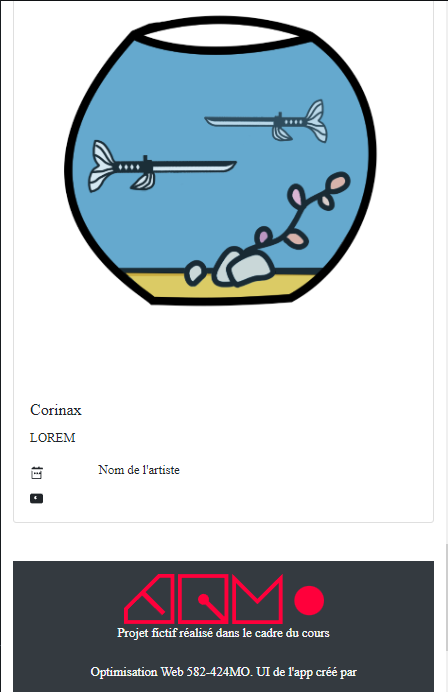 Corinax
LOREM
Nom de l'artiste
Projet fictif réalisé dans le cadre du cours
Optimisation Web 582-424MO. UI de l'app créé par